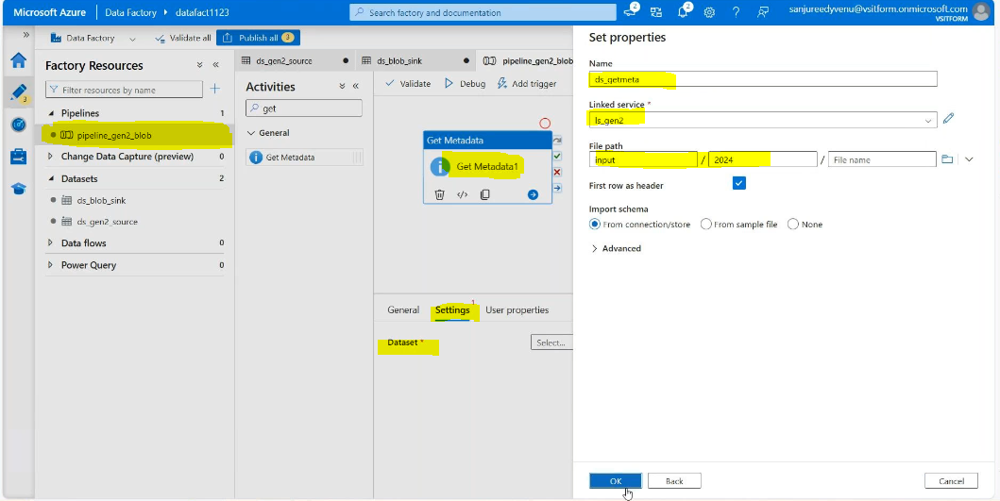 Microsoft Azure | Data Factory > datafact1123
Search factory and documentation
2
2
sanjureedyvenu@vsitform.onmicrosoft.com
VSITFORM
» Data Factory Validate all Publish all 3
3
Factory Resources
Filter resources by name
Pipelines 1
pipeline_gen2_blob
Change Data Capture (preview) 0
Datasets 2
ds_blob_sink
ds_gen2_source
Data flows 0
Power Query 0
ds_gen2_source
ds_blob_sink
pipeline_gen2_blob
Activities
get
General
Get Metadata
Validate Debug Add trigger
Get Metadata
Get Metadata1
General Settings 1 User properties
Dataset *
Select...
Set properties
Name
ds_getmeta
Linked service *
ls_gen2
File path
input / 2024 / File name
First row as header
Import schema
From connection/store From sample file None
Advanced
OK Back Cancel